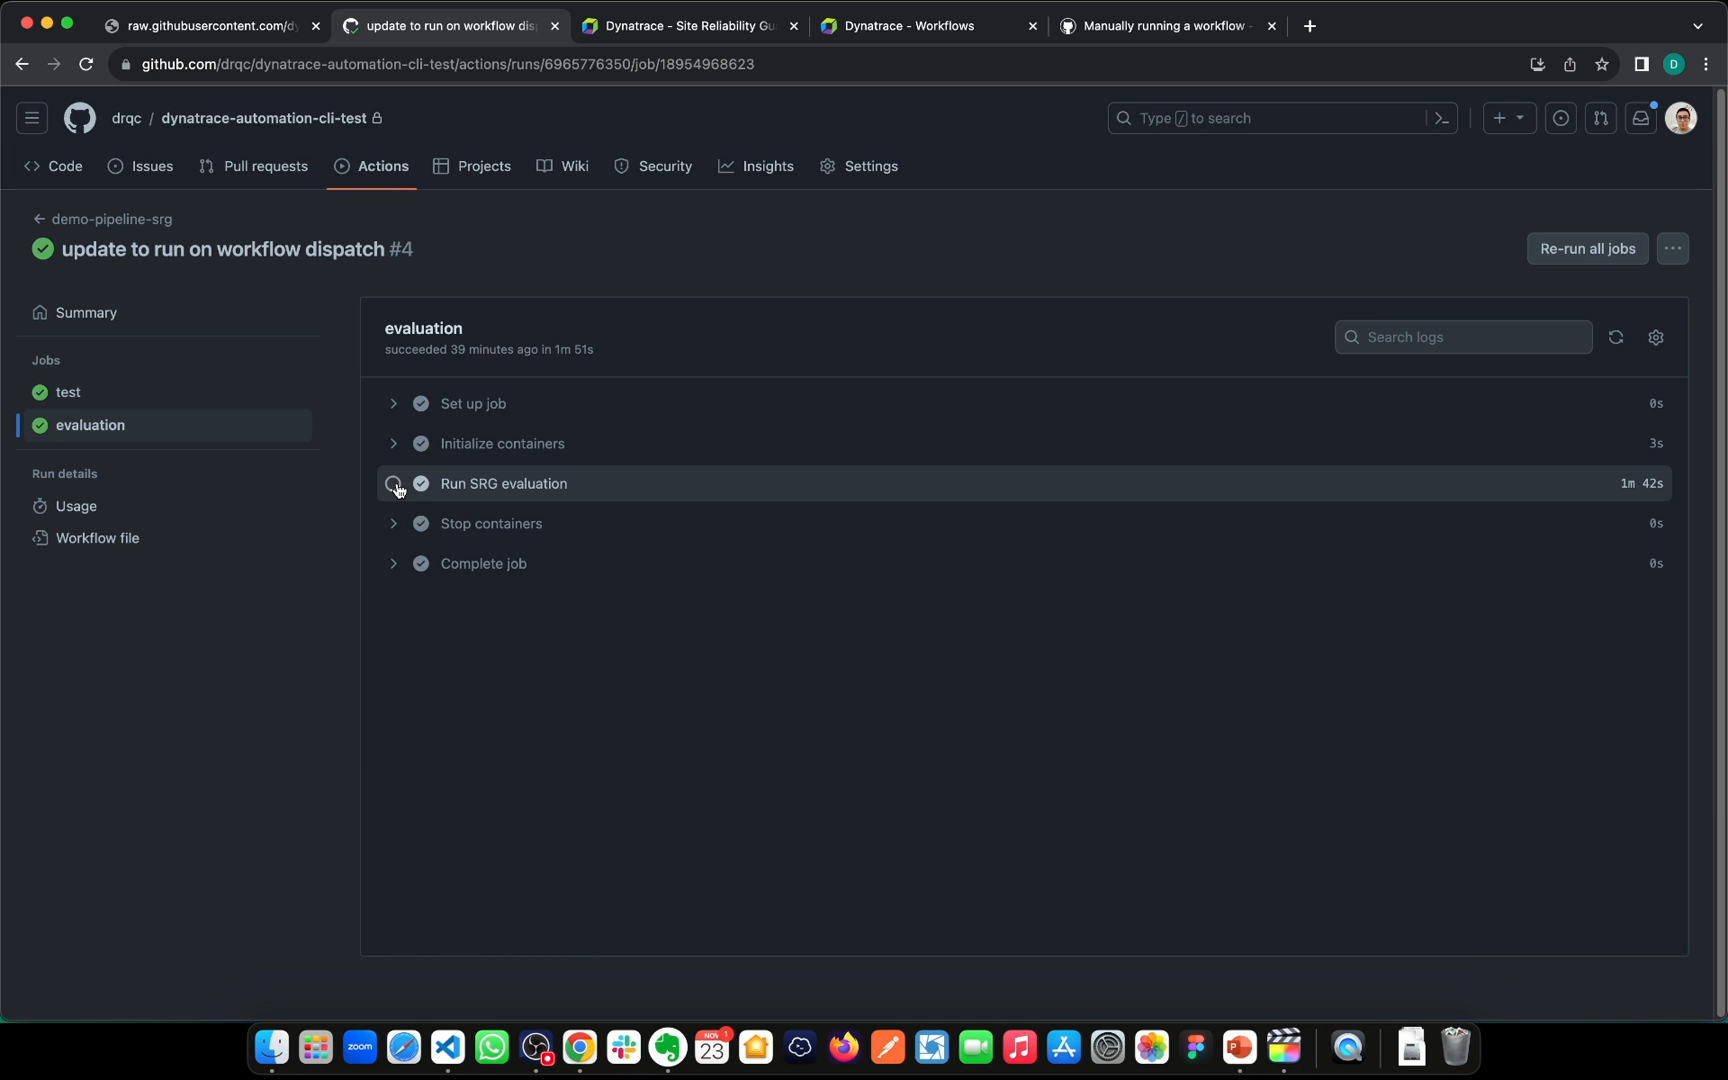 raw.githubusercontent.com/dy
update to run on workflow disp
Dynatrace - Site Reliability Gu
Dynatrace - Workflows
Manually running a workflow -
github.com/drqc/dynatrace-automation-cli-test/actions/runs/6965776350/job/18954968623
D
drqc / dynatrace-automation-cli-test
Type / to search
Code
Issues
Pull requests
Actions
Projects
Wiki
Security
Insights
Settings
demo-pipeline-srg
update to run on workflow dispatch #4
Re-run all jobs
Summary
Jobs
test
evaluation
Run details
Usage
Workflow file
evaluation
succeeded 39 minutes ago in 1m 51s
Search logs
Set up job 0s
Initialize containers 3s
Run SRG evaluation 1m 42s
Stop containers 0s
Complete job 0s
zoom
NOV 1
23
P